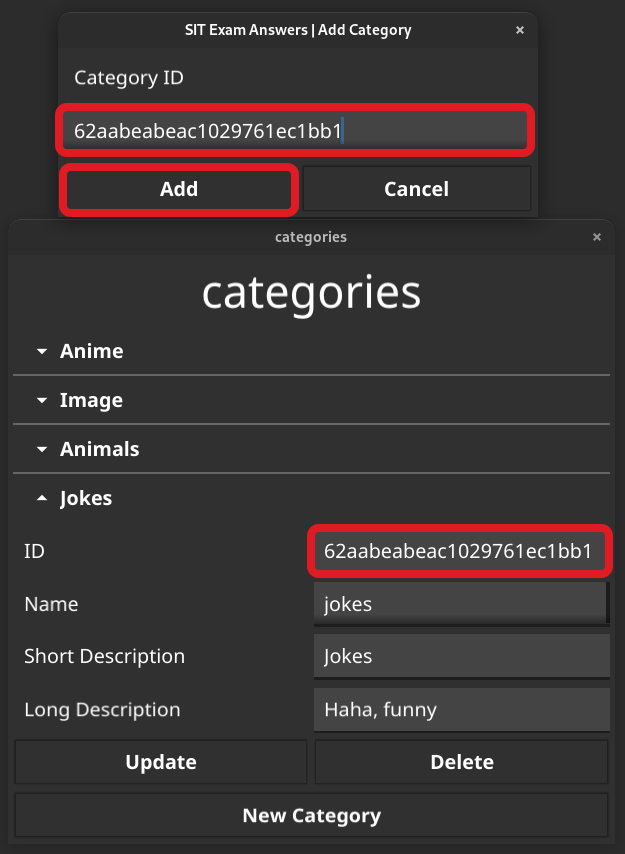 SIT Exam Answers | Add Category
Category ID
62aabeabeac1029761ec1bb1
Add Cancel
categories
categories
Anime
Image
Animals
Jokes
ID 62aabeabeac1029761ec1bb1
Name jokes
Short Description Jokes
Long Description Haha, funny
Update Delete
New Category